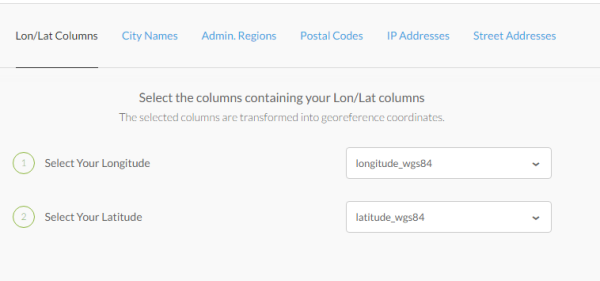 Lon/Lat Columns City Names Admin. Regions Postal Codes IP Addresses Street Addresses
Select the columns containing your Lon/Lat columns
The selected columns are transformed into georeference coordinates.
1 Select Your Longitude longitude_wgs84
2 Select Your Latitude latitude_wgs84